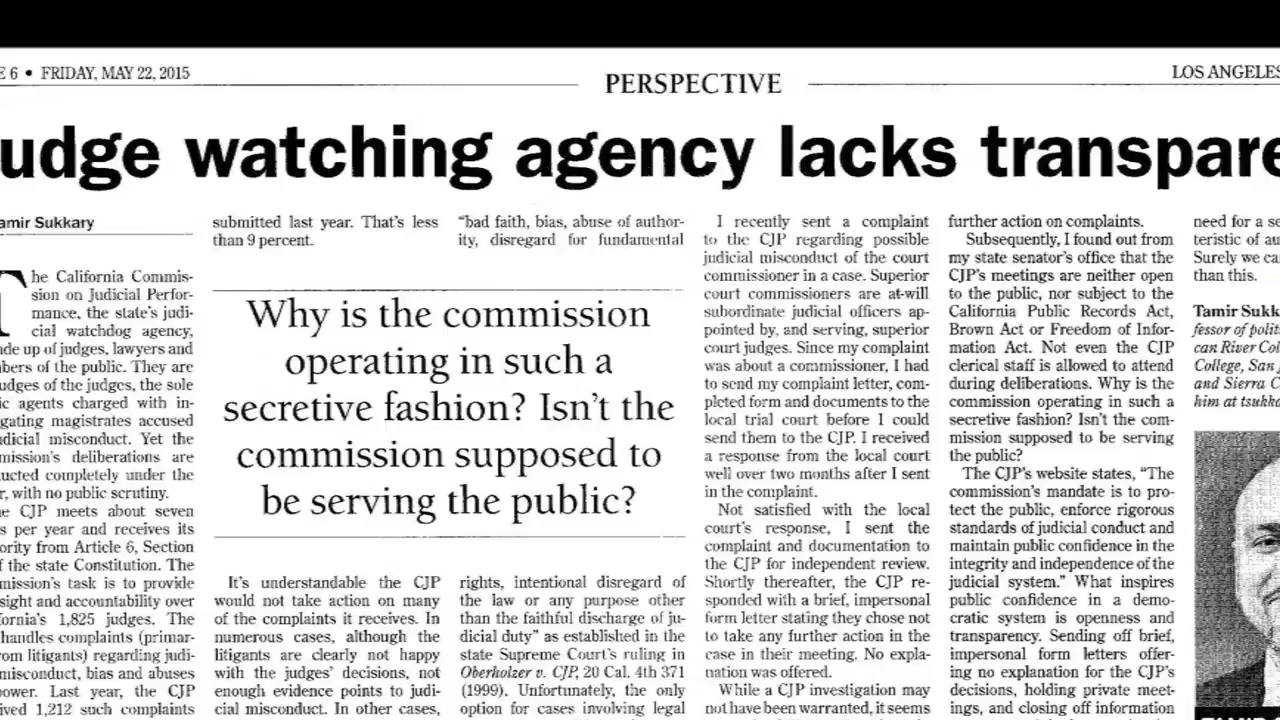 E 6 • FRIDAY, MAY 22, 2015
PERSPECTIVE
LOS ANGELES
udge watching agency lacks transpare
amir Sukkary
he California Commis-
sion on Judicial Perfor-
mance, the state's judi-
cial watchdog agency,
de up of judges, lawyers and
bers of the public. They are
udges of the judges, the sole
ic agents charged with in-
gating magistrates accused
dicial misconduct. Yet the
mission's deliberations are
ucted completely under the
r, with no public scrutiny.
e CJP meets about seven
s per year and receives its
ority from Article 6, Section
f the state Constitution. The
mission's task is to provide
sight and accountability over
fornia's 1,825 judges. The
handles complaints (primar-
rom litigants) regarding judi-
misconduct, bias and abuses
ower. Last year, the CJP
ived 1,212 such complaints
submitted last year. That's less
than 9 percent.
Why is the commission
operating in such a
secretive fashion? Isn't the
commission supposed to
be serving the public?
It's understandable the CJP
would not take action on many
of the complaints it receives. In
numerous cases, although the
litigants are clearly not happy
with the judges' decisions, not
enough evidence points to judi-
cial misconduct. In other cases,
"bad faith, bias, abuse of author-
ity, disregard for fundamental
rights, intentional disregard of
the law or any purpose other
than the faithful discharge of ju-
dicial duty" as established in the
state Supreme Court's ruling in
Oberholzer v. CJP, 20 Cal. 4th 371
(1999). Unfortunately, the only
option for cases involving legal
I recently sent a complaint
to the CJP regarding possible
judicial misconduct of the court
commissioner in a case. Superior
court commissioners are at-will
subordinate judicial officers ap-
pointed by, and serving, superior
court judges. Since my complaint
was about a commissioner, I had
to send my complaint letter, com-
pleted form and documents to the
local trial court before I could
send them to the CJP. I received
a response from the local court
well over two months after I sent
in the complaint.
Not satisfied with the local
court's response, I sent the
complaint and documentation to
the CJP for independent review.
Shortly thereafter, the CJP re-
sponded with a brief, impersonal
form letter stating they chose not
to take any further action in the
case in their meeting. No expla-
nation was offered.
While a CJP investigation may
not have been warranted, it seems
further action on complaints.
Subsequently, I found out from
my state senator's office that the
CJP's meetings are neither open
to the public, nor subject to the
California Public Records Act,
Brown Act or Freedom of Infor-
mation Act. Not even the CJP
clerical staff is allowed to attend
during deliberations. Why is the
commission operating in such a
secretive fashion? Isn't the com-
mission supposed to be serving
the public?
The CJP's website states, "The
commission's mandate is to pro-
tect the public, enforce rigorous
standards of judicial conduct and
maintain public confidence in the
integrity and independence of the
judicial system." What inspires
public confidence in a demo-
cratic system is openness and
transparency. Sending off brief,
impersonal form letters offer-
ing no explanation for the CJP's
decisions, holding private meet-
ings, and closing off information
need for a se
teristic of au
Surely we ca
than this.
Tamir Sukk
fessor of polit
can River Col
College, San J
and Sierra C
him at tsukk